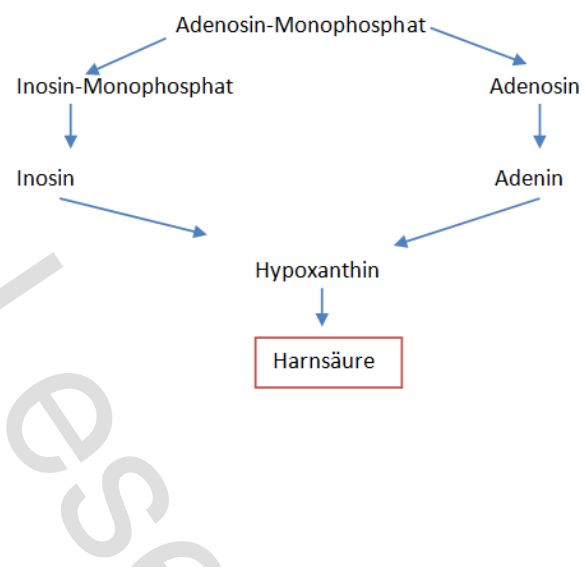 Adenosin-Monophosphat
Inosin-Monophosphat Adenosin
Inosin Adenin
Hypoxanthin
Harnsäure